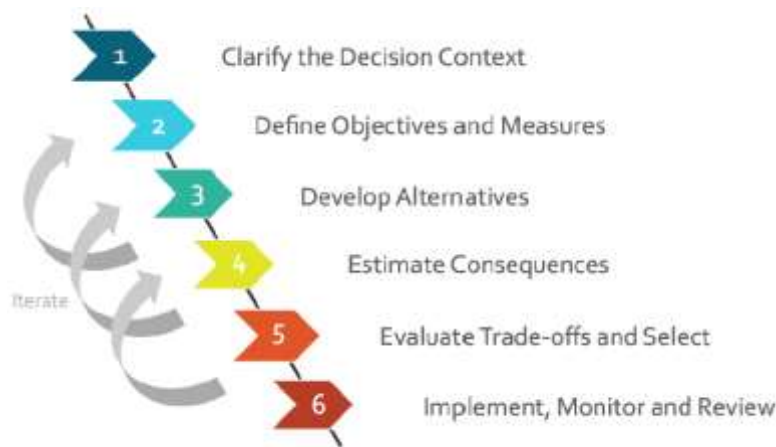 1 Clarify the Decision Context
2 Define Objectives and Measures
3 Develop Alternatives
4 Estimate Consequences
Iterate
5 Evaluate Trade-offs and Select
6 Implement, Monitor and Review